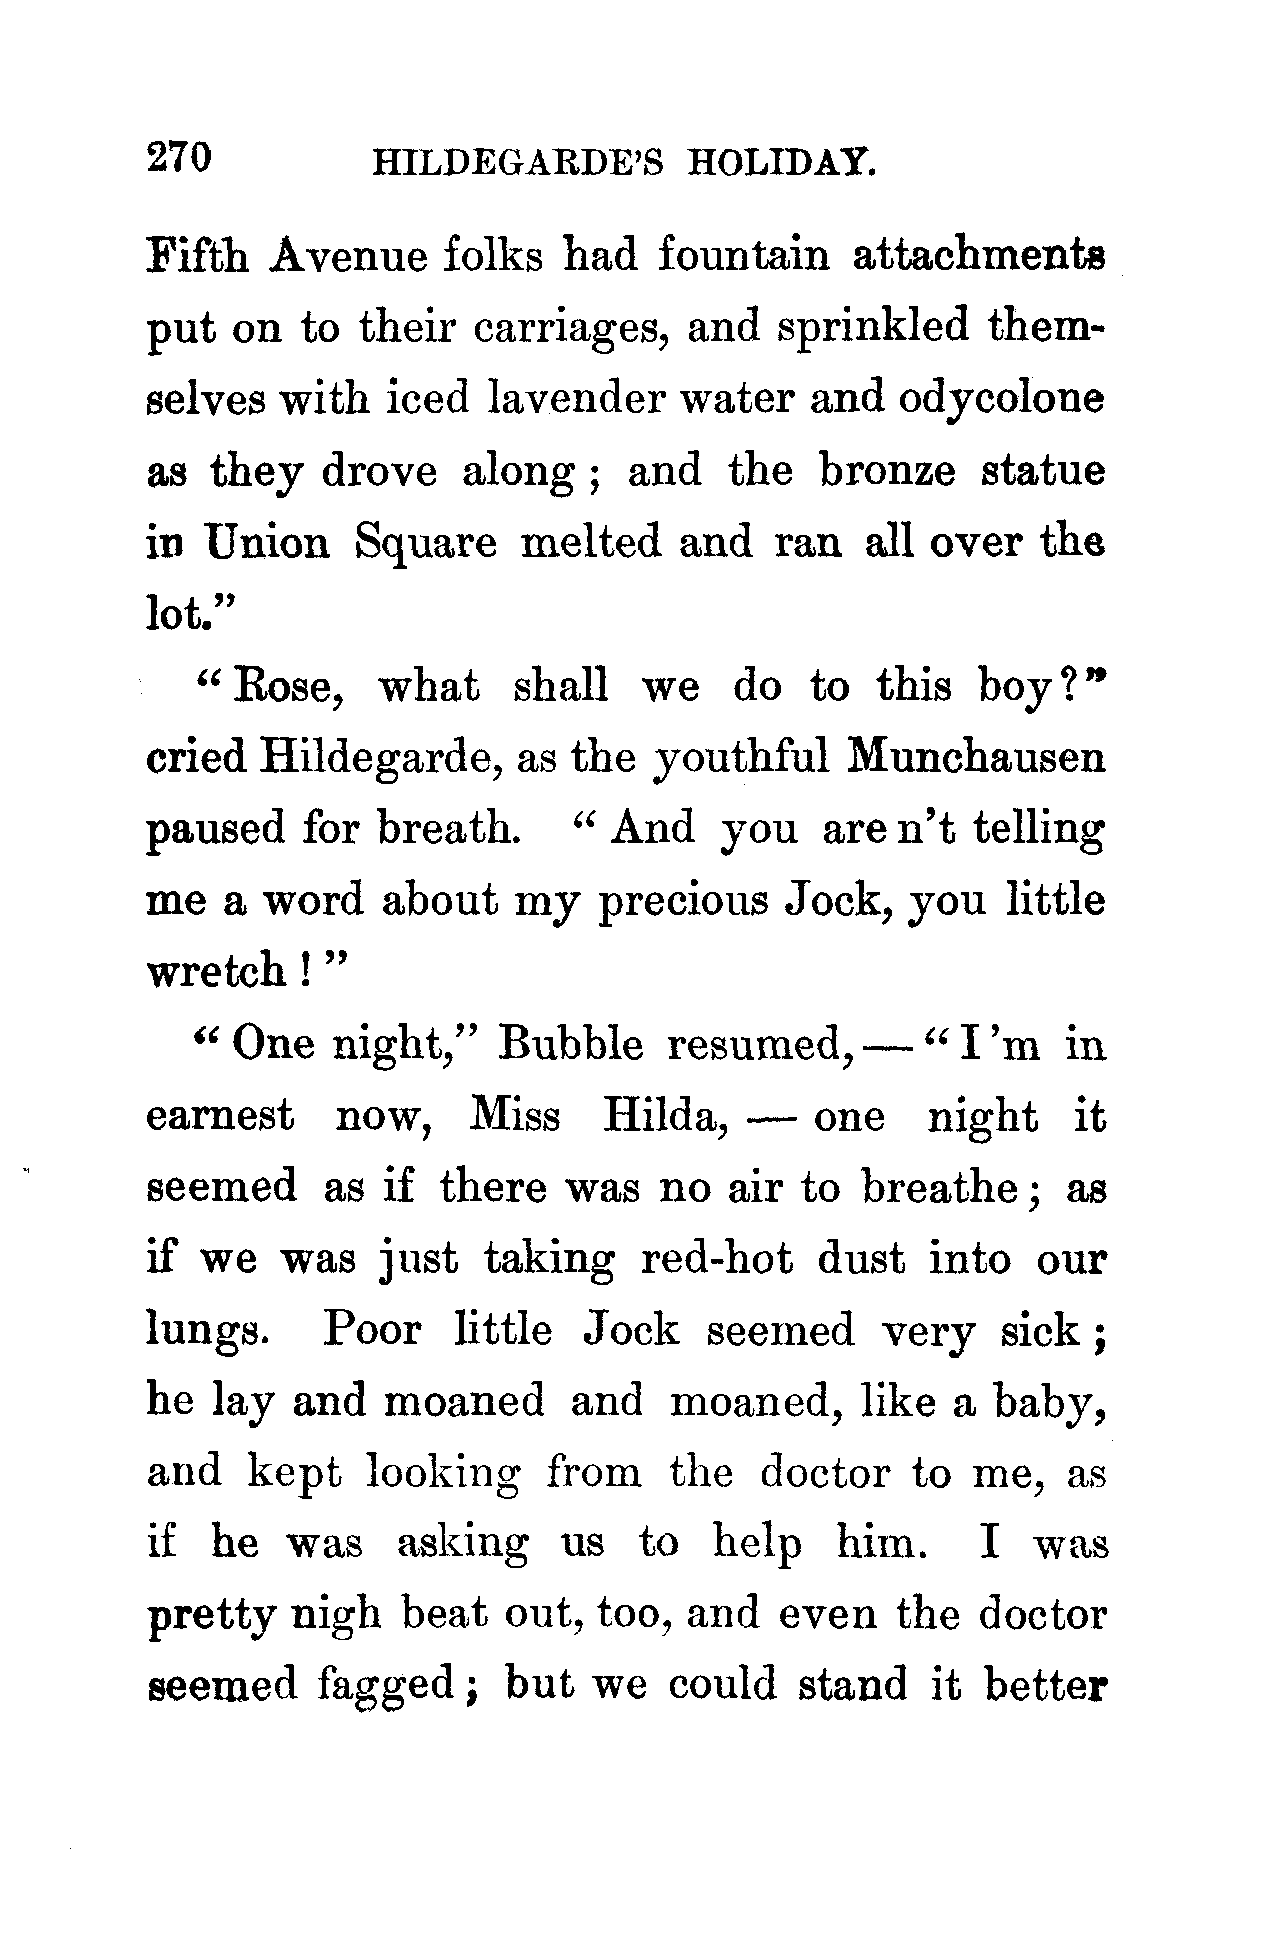 270 HILDEGARDE'S HOLIDAY.
Fifth Avenue folks had fountain attachments
put on to their carriages, and sprinkled them-
selves with iced lavender water and odycolone
as they drove along ; and the bronze statue
in Union Square melted and ran all over the
lot."
" Rose, what shall we do to this boy?"
cried Hildegarde, as the youthful Munchausen
paused for breath. " And you are n't telling
me a word about my precious Jock, you little
wretch ! "
" One night," Bubble resumed, — " I 'm in
earnest now, Miss Hilda, — one night it
seemed as if there was no air to breathe ; as
if we was just taking red-hot dust into our
lungs. Poor little Jock seemed very sick ;
he lay and moaned and moaned, like a baby,
and kept looking from the doctor to me, as
if he was asking us to help him. I was
pretty nigh beat out, too, and even the doctor
seemed fagged ; but we could stand it better